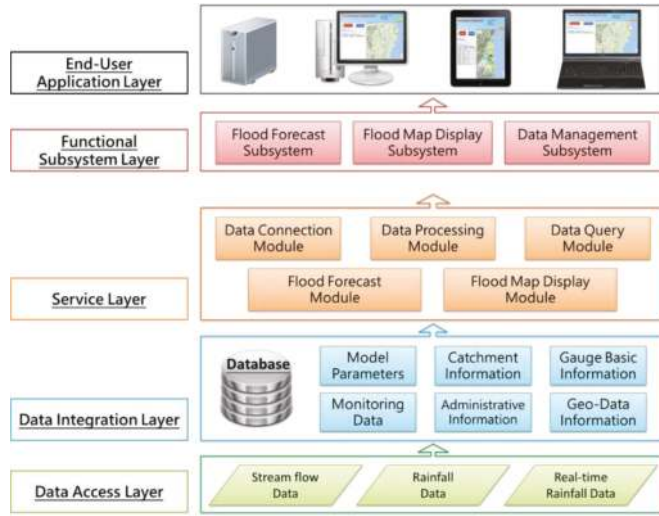 End-User
Application Layer
Functional
Subsystem Layer
Flood Forecast
Subsystem
Flood Map Display
Subsystem
Data Management
Subsystem
Service Layer
Data Connection
Module
Data Processing
Module
Data Query
Module
Flood Forecast
Module
Flood Map Display
Module
Data Integration Layer
Database
Model
Parameters
Catchment
Information
Gauge Basic
Information
Monitoring
Data
Administrative
Information
Geo-Data
Information
Data Access Layer
Stream flow
Data
Rainfall
Data
Real-time
Rainfall Data